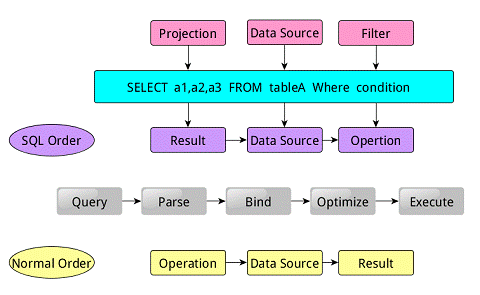 Projection Data Source Filter
SELECT a1,a2,a3 FROM tableA Where condition
SQL Order Result Data Source Opertion
Query Parse Bind Optimize Execute
Normal Order Operation Data Source Result